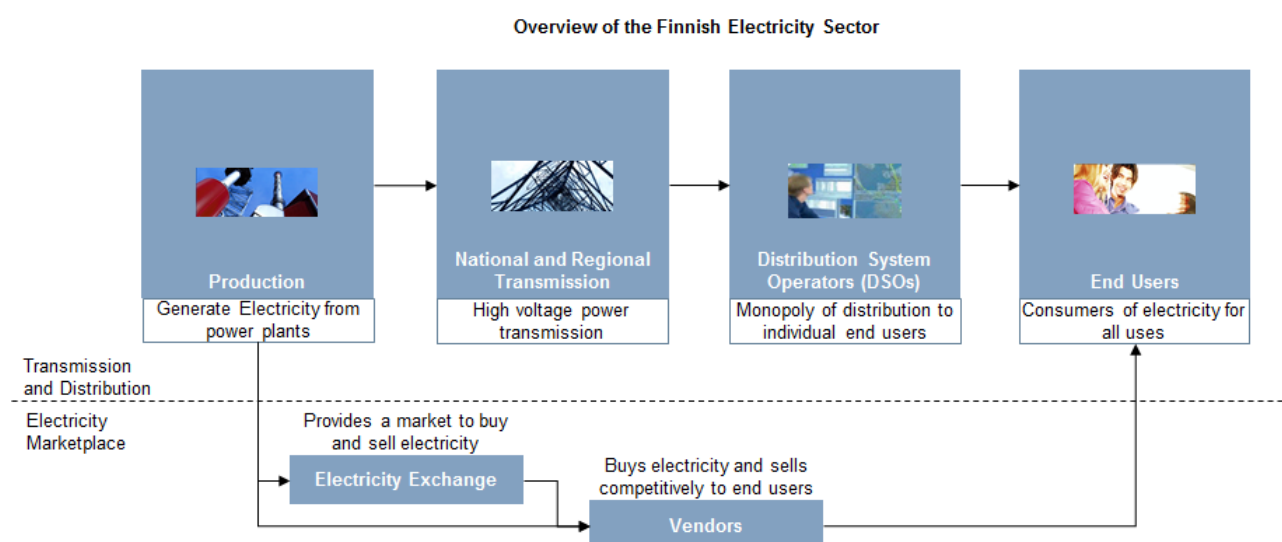 Overview of the Finnish Electricity Sector
Production
Generate Electricity from
power plants
National and Regional
Transmission
High voltage power
transmission
Distribution System
Operators (DSOs)
Monopoly of distribution to
individual end users
End Users
Consumers of electricity for
all uses
Transmission
and Distribution
Electricity
Marketplace
Provides a market to buy
and sell electricity
Electricity Exchange
Buys electricity and sells
competitively to end users
Vendors